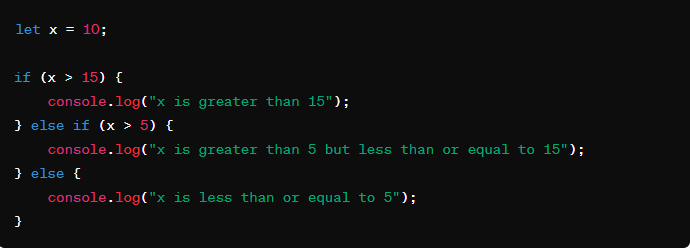 let x = 10;

if (x > 15) {
    console.log("x is greater than 15");
} else if (x > 5) {
    console.log("x is greater than 5 but less than or equal to 15");
} else {
    console.log("x is less than or equal to 5");
}